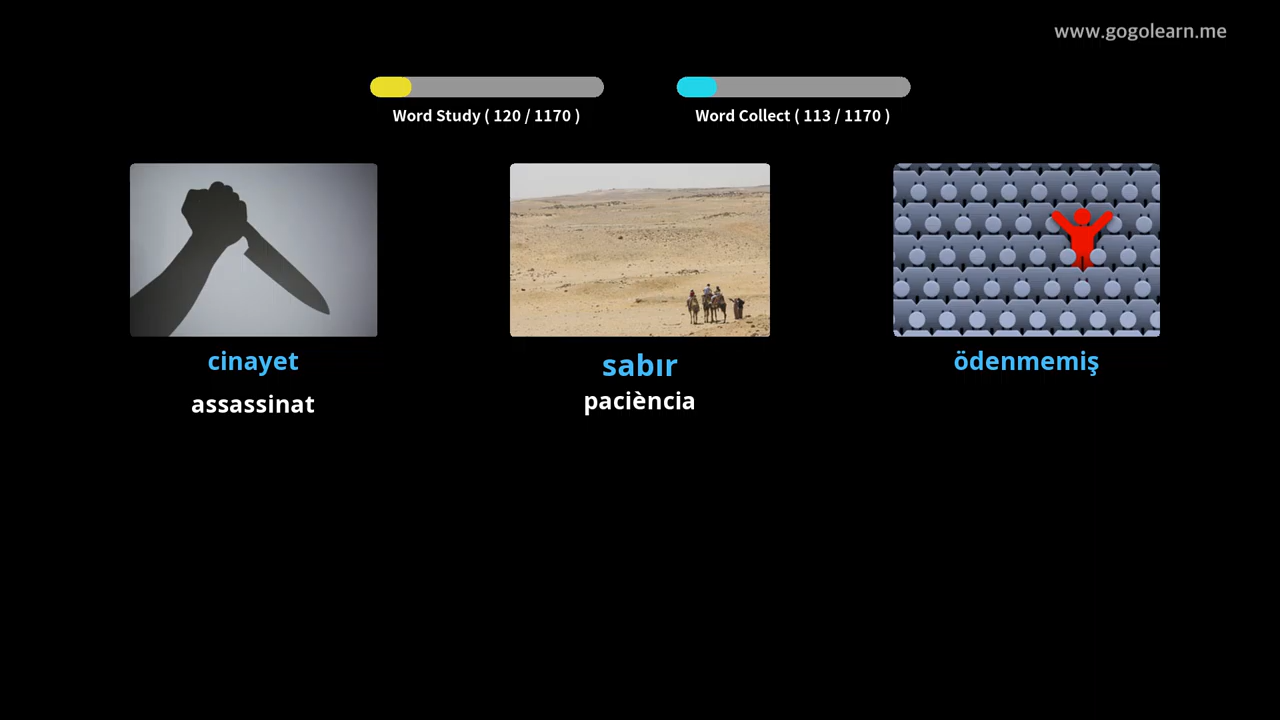 www.gogolearn.me
Word Study ( 120 / 1170 )
Word Collect ( 113 / 1170 )
cinayet
assassinat
sabır
paciència
ödenmemiş